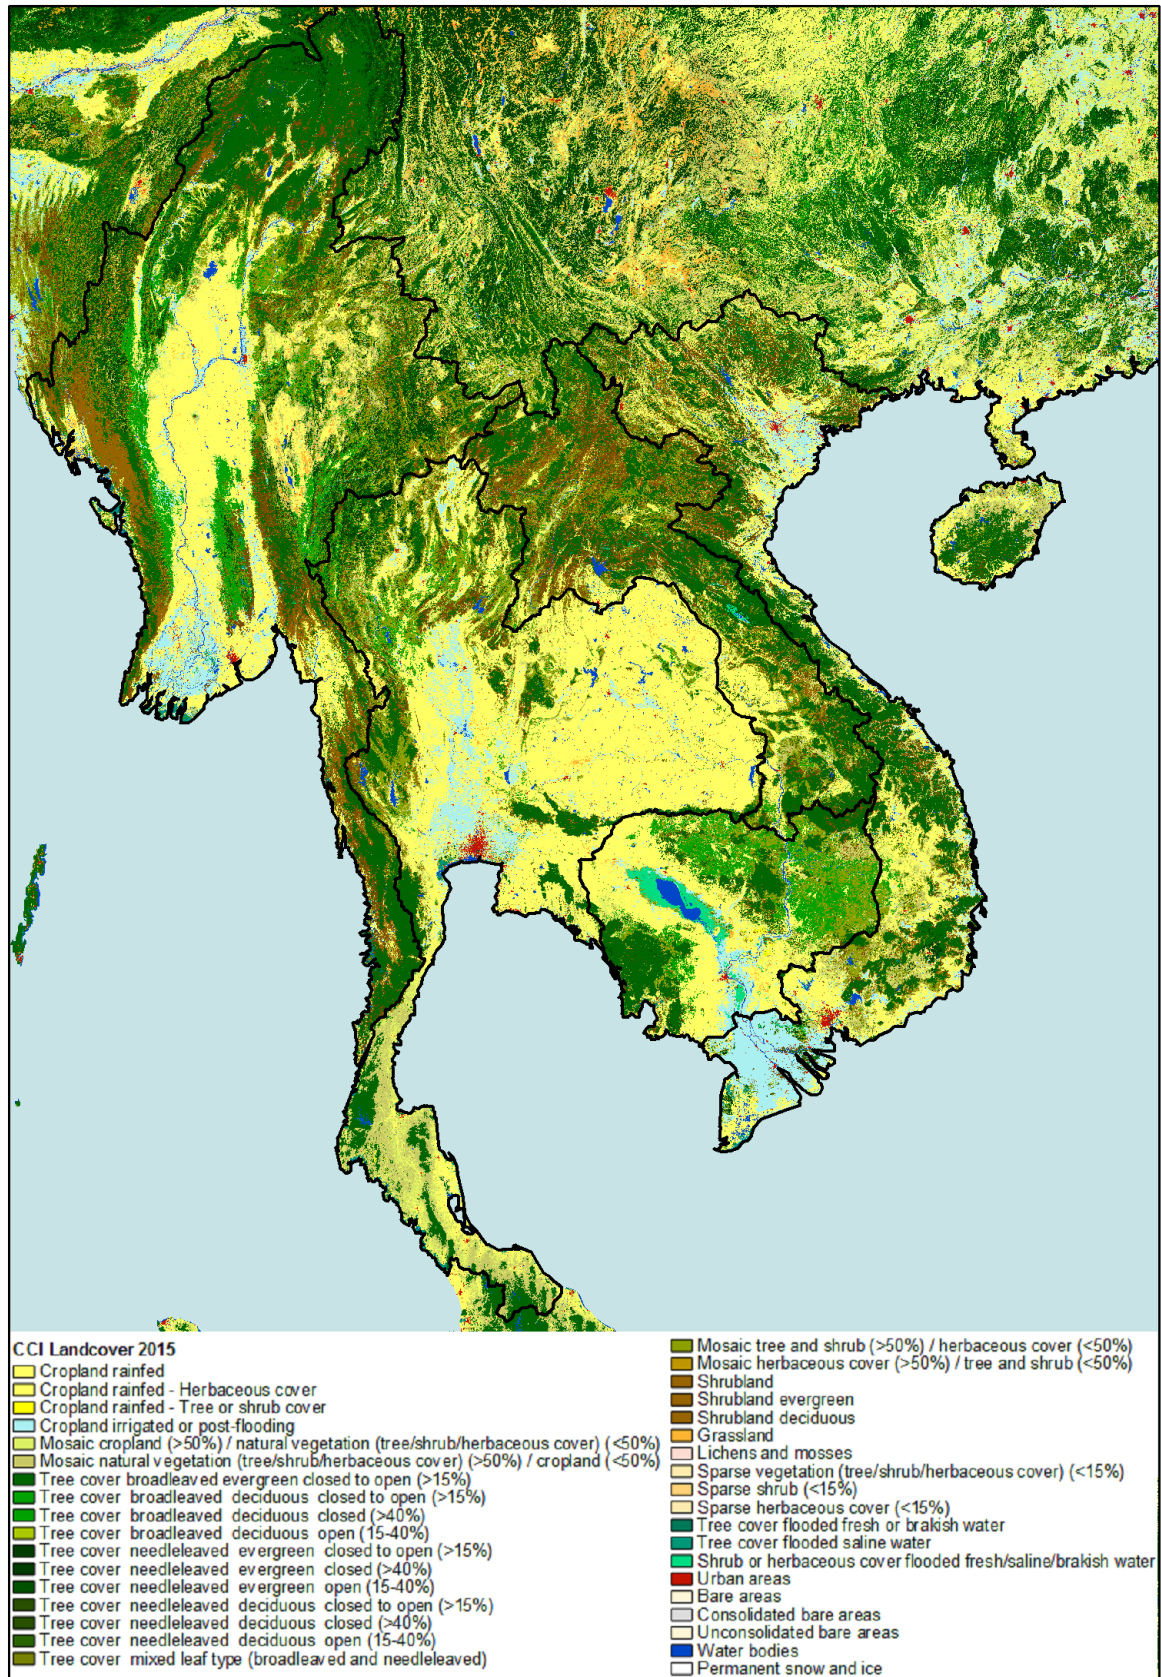 CCI Landcover 2015
Cropland rainfed
Cropland rainfed - Herbaceous cover
Cropland rainfed - Tree or shrub cover
Cropland irrigated or post-flooding
Mosaic cropland (>50%) / natural vegetation (tree/shrub/herbaceous cover) (<50%)
Mosaic natural vegetation (tree/shrub/herbaceous cover) (>50%) / cropland (<50%)
Tree cover broadleaved evergreen closed to open (>15%)
Tree cover broadleaved deciduous closed to open (>15%)
Tree cover broadleaved deciduous closed (>40%)
Tree cover broadleaved deciduous open (15-40%)
Tree cover needleleaved evergreen closed to open (>15%)
Tree cover needleleaved evergreen closed (>40%)
Tree cover needleleaved evergreen open (15-40%)
Tree cover needleleaved deciduous closed to open (>15%)
Tree cover needleleaved deciduous closed (>40%)
Tree cover needleleaved deciduous open (15-40%)
Tree cover mixed leaf type (broadleaved and needleleaved)
Mosaic tree and shrub (>50%) / herbaceous cover (<50%)
Mosaic herbaceous cover (>50%) / tree and shrub (<50%)
Shrubland
Shrubland evergreen
Shrubland deciduous
Grassland
Lichens and mosses
Sparse vegetation (tree/shrub/herbaceous cover) (<15%)
Sparse shrub (<15%)
Sparse herbaceous cover (<15%)
Tree cover flooded fresh or brakish water
Tree cover flooded saline water
Shrub or herbaceous cover flooded fresh/saline/brakish water
Urban areas
Bare areas
Consolidated bare areas
Unconsolidated bare areas
Water bodies
Permanent snow and ice